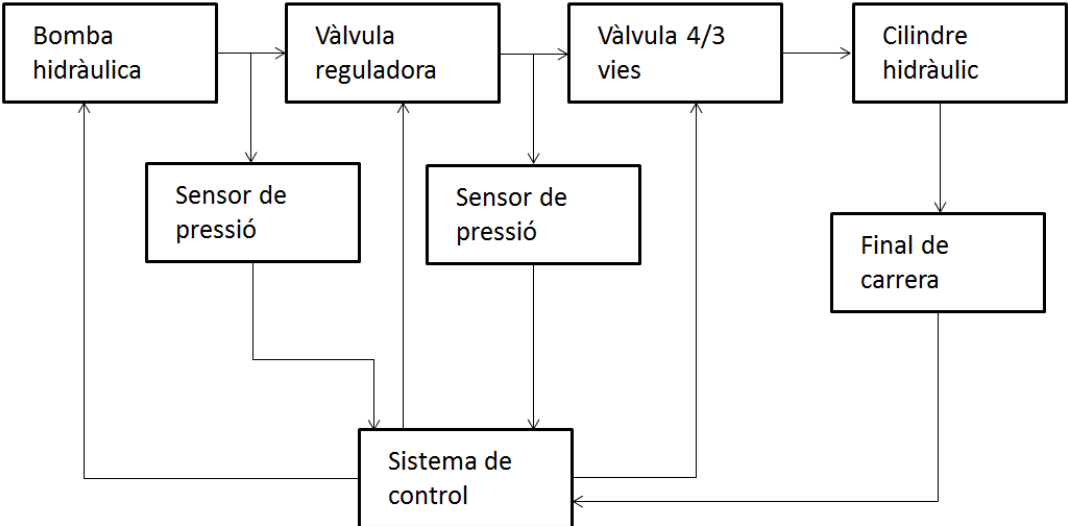 Bomba
hidràulica
Vàlvula
reguladora
Vàlvula 4/3
vies
Cilindre
hidràulic
Sensor de
pressió
Sensor de
pressió
Final de
carrera
Sistema de
control